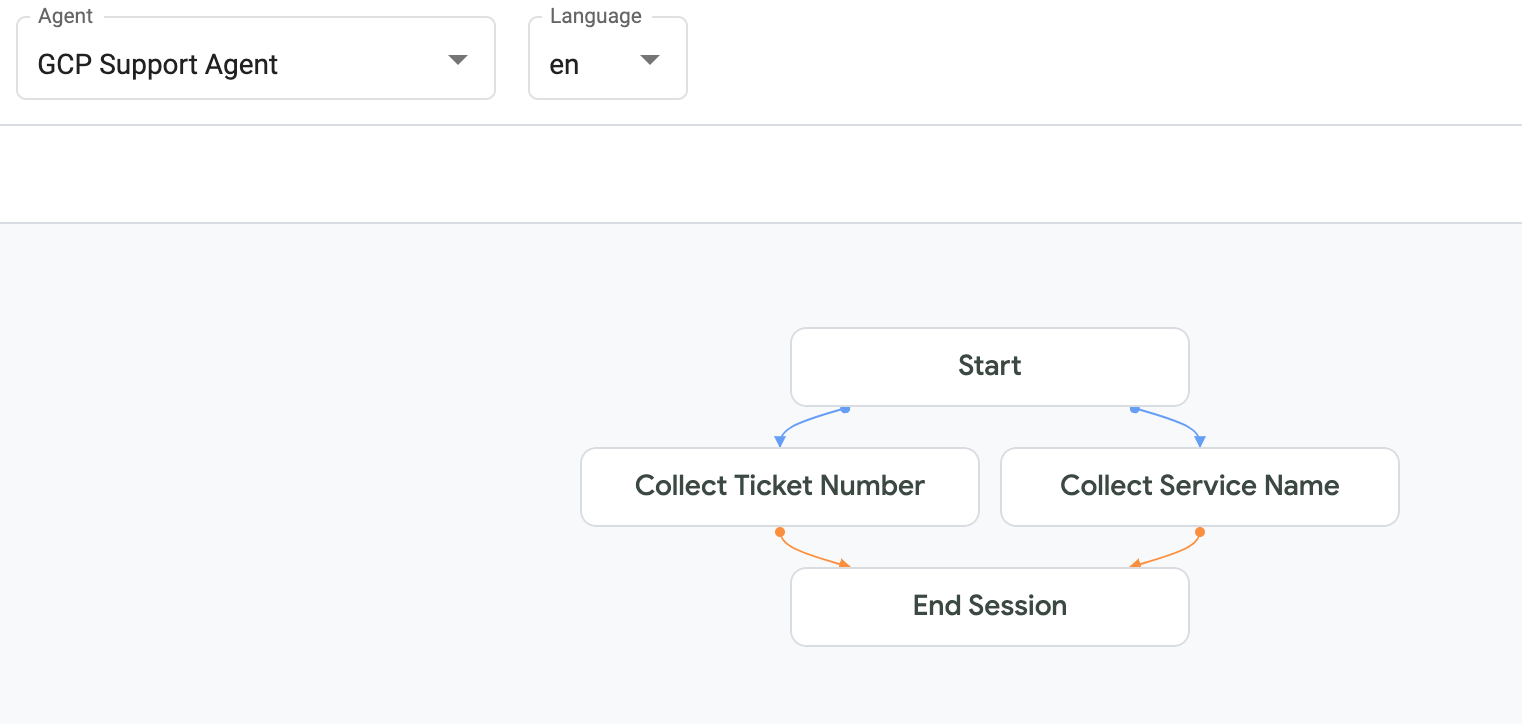 Agent
Language
GCP Support Agent
en
Start
Collect Ticket Number
Collect Service Name
End Session